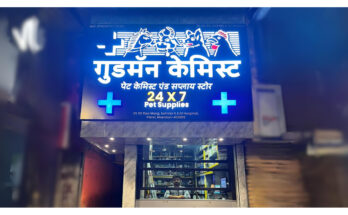 गुडमॅन केमिस्ट
पेट केमिस्ट एंड सप्लाय स्टोर
24 X 7
Pet Supplies